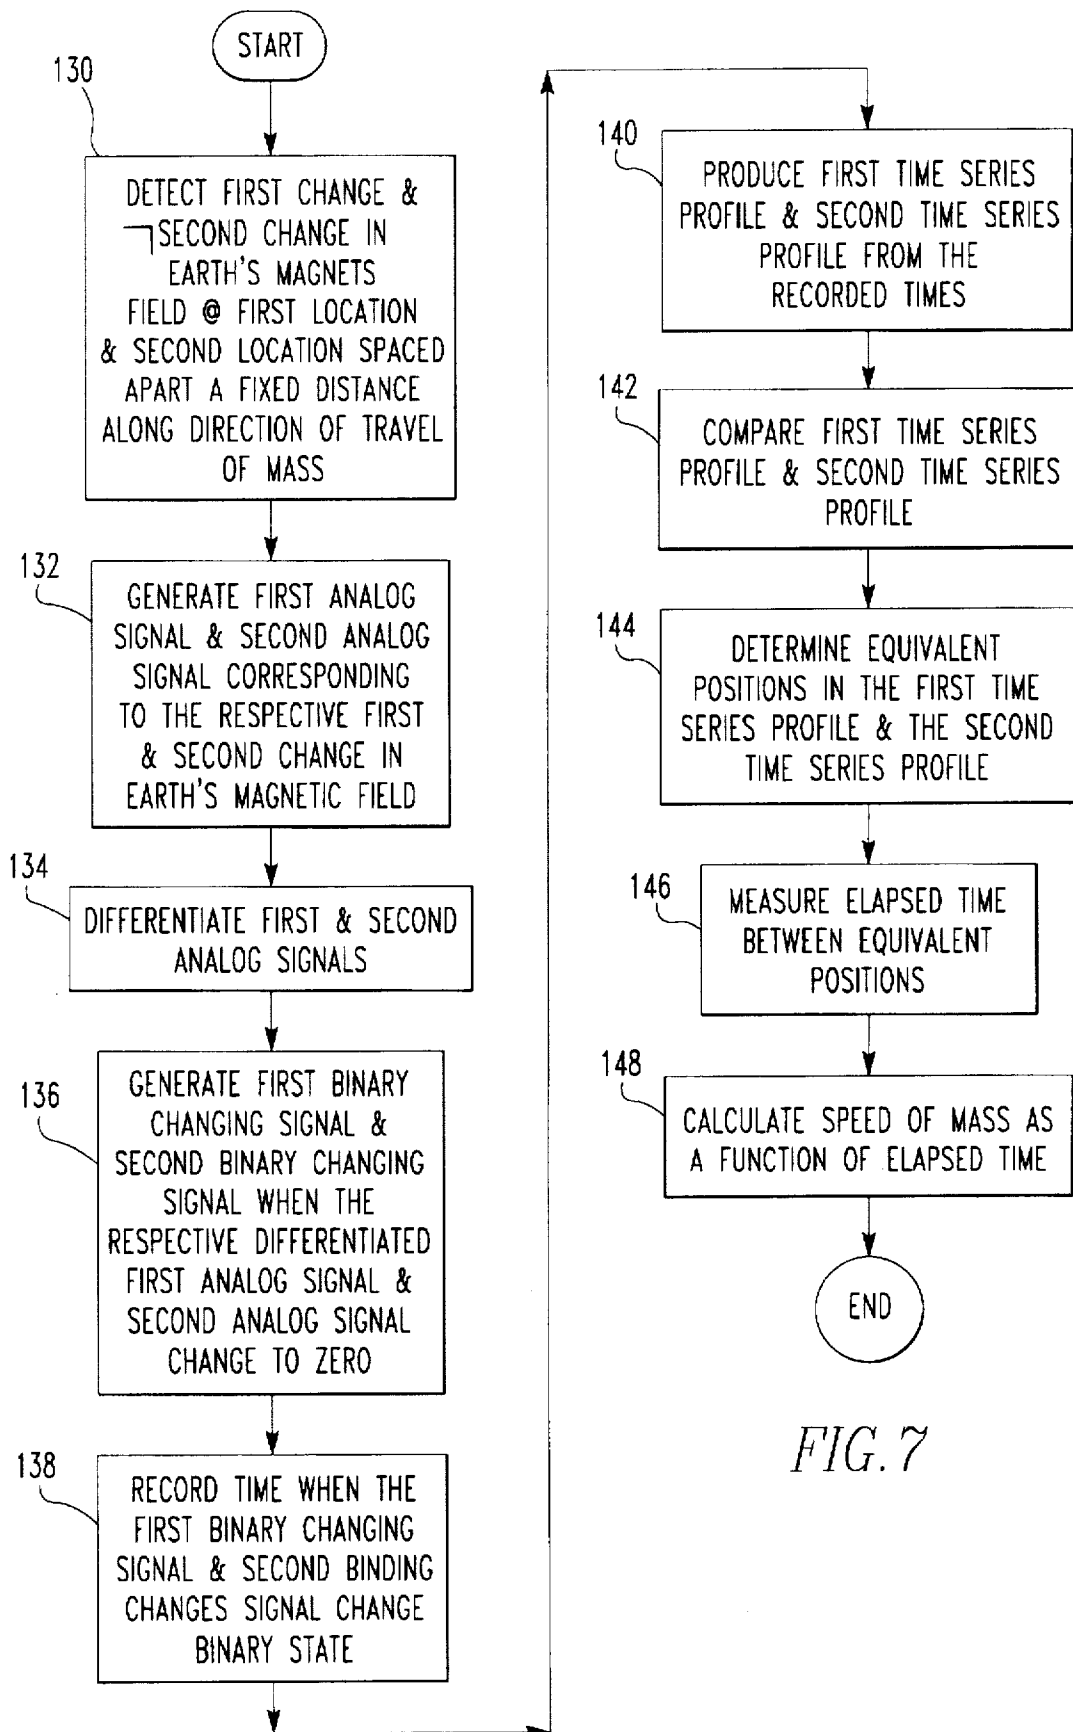 START
130
DETECT FIRST CHANGE &
SECOND CHANGE IN
EARTH'S MAGNETS
FIELD @ FIRST LOCATION
& SECOND LOCATION SPACED
APART A FIXED DISTANCE
ALONG DIRECTION OF TRAVEL
OF MASS
132
GENERATE FIRST ANALOG
SIGNAL & SECOND ANALOG
SIGNAL CORRESPONDING
TO THE RESPECTIVE FIRST
& SECOND CHANGE IN
EARTH'S MAGNETIC FIELD
134
DIFFERENTIATE FIRST & SECOND
ANALOG SIGNALS
136
GENERATE FIRST BINARY
CHANGING SIGNAL &
SECOND BINARY CHANGING
SIGNAL WHEN THE
RESPECTIVE DIFFERENTIATED
FIRST ANALOG SIGNAL &
SECOND ANALOG SIGNAL
CHANGE TO ZERO
138
RECORD TIME WHEN THE
FIRST BINARY CHANGING
SIGNAL & SECOND BINDING
CHANGES SIGNAL CHANGE
BINARY STATE
140
PRODUCE FIRST TIME SERIES
PROFILE & SECOND TIME SERIES
PROFILE FROM THE
RECORDED TIMES
142
COMPARE FIRST TIME SERIES
PROFILE & SECOND TIME SERIES
PROFILE
144
DETERMINE EQUIVALENT
POSITIONS IN THE FIRST TIME
SERIES PROFILE & THE SECOND
TIME SERIES PROFILE
146
MEASURE ELAPSED TIME
BETWEEN EQUIVALENT
POSITIONS
148
CALCULATE SPEED OF MASS AS
A FUNCTION OF ELAPSED TIME
END
FIG. 7